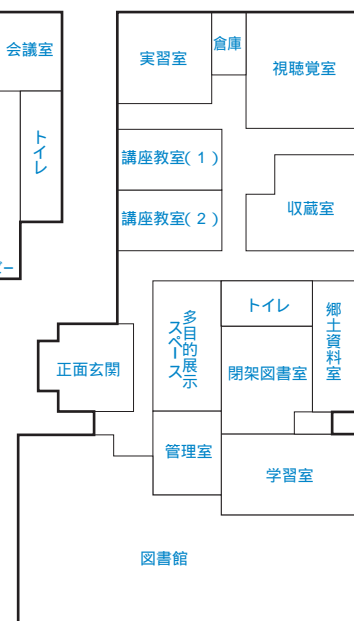 会議室
トイレ
ー
実習室
倉庫
視聴覚室
講座教室(1)
講座教室(2)
収蔵室
トイレ
多目的展示
スペース
郷土資料室
正面玄関
閉架図書室
管理室
学習室
図書館